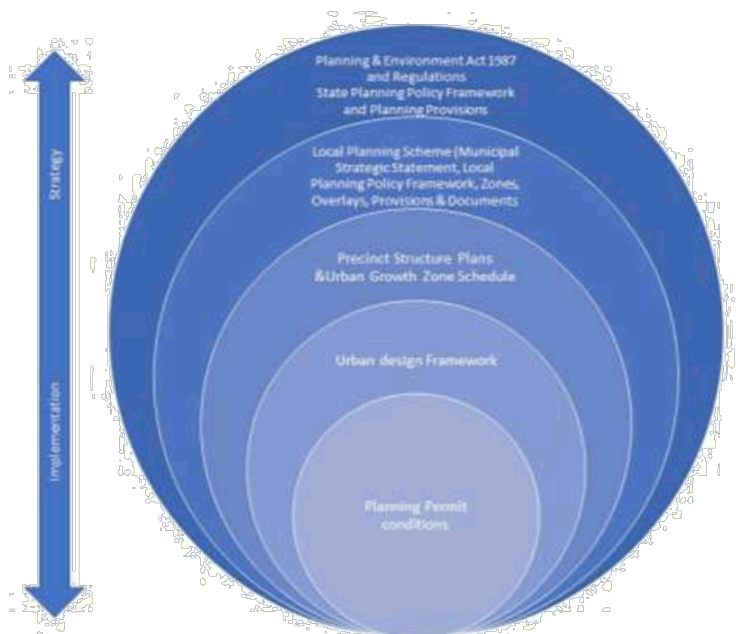 Planning & Environment Act 1987
and Regulations
State Planning Policy Framework
and Planning Provisions
Local Planning Scheme (Municipal
Strategic Statement, Local
Planning Policy Framework, Zones,
Overlays, Provisions & Documents
Precinct Structure Plans
&Urban Growth Zone Schedule
Urban design Framework
Planning Permit
conditions
Strategy
Implementation